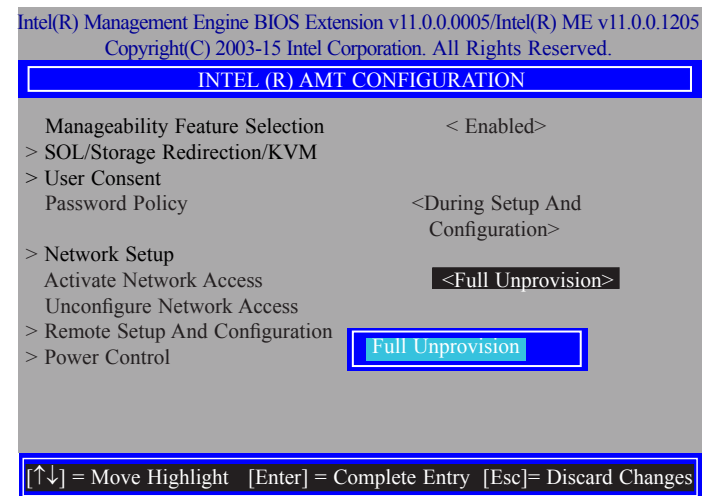 Intel(R) Management Engine BIOS Extension v11.0.0.0005/Intel(R) ME v11.0.0.1205
Copyright(C) 2003-15 Intel Corporation. All Rights Reserved.
INTEL (R) AMT CONFIGURATION
Manageability Feature Selection < Enabled>
> SOL/Storage Redirection/KVM
> User Consent
Password Policy <During Setup And
Configuration>
> Network Setup
Activate Network Access <Full Unprovision>
Unconfigure Network Access
> Remote Setup And Configuration
Full Unprovision
> Power Control
[↑↓] = Move Highlight [Enter] = Complete Entry [Esc]= Discard Changes